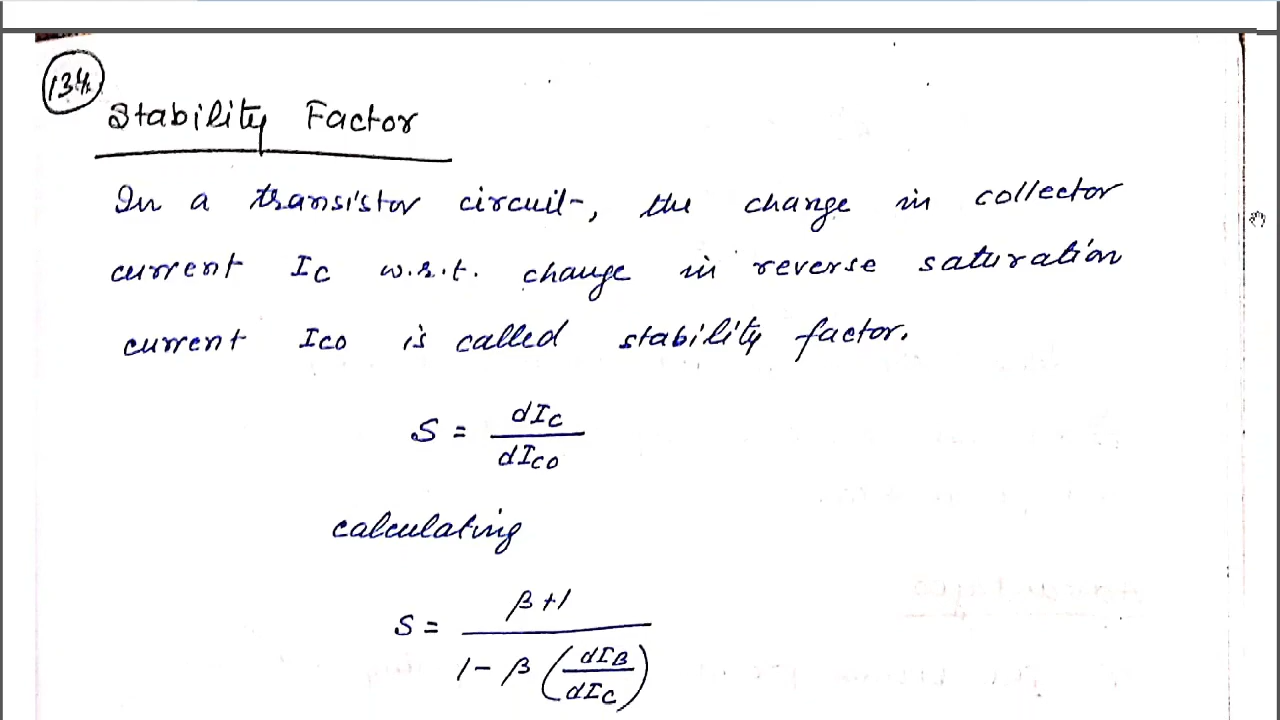 134.
Stability Factor
In a transistor circuit, the change in collector
current IC w.r.t. change in reverse saturation
current ICO is called stability factor.
S = dIC / dICO
calculating
S = β+1 / 1-β (dIB / dIC)